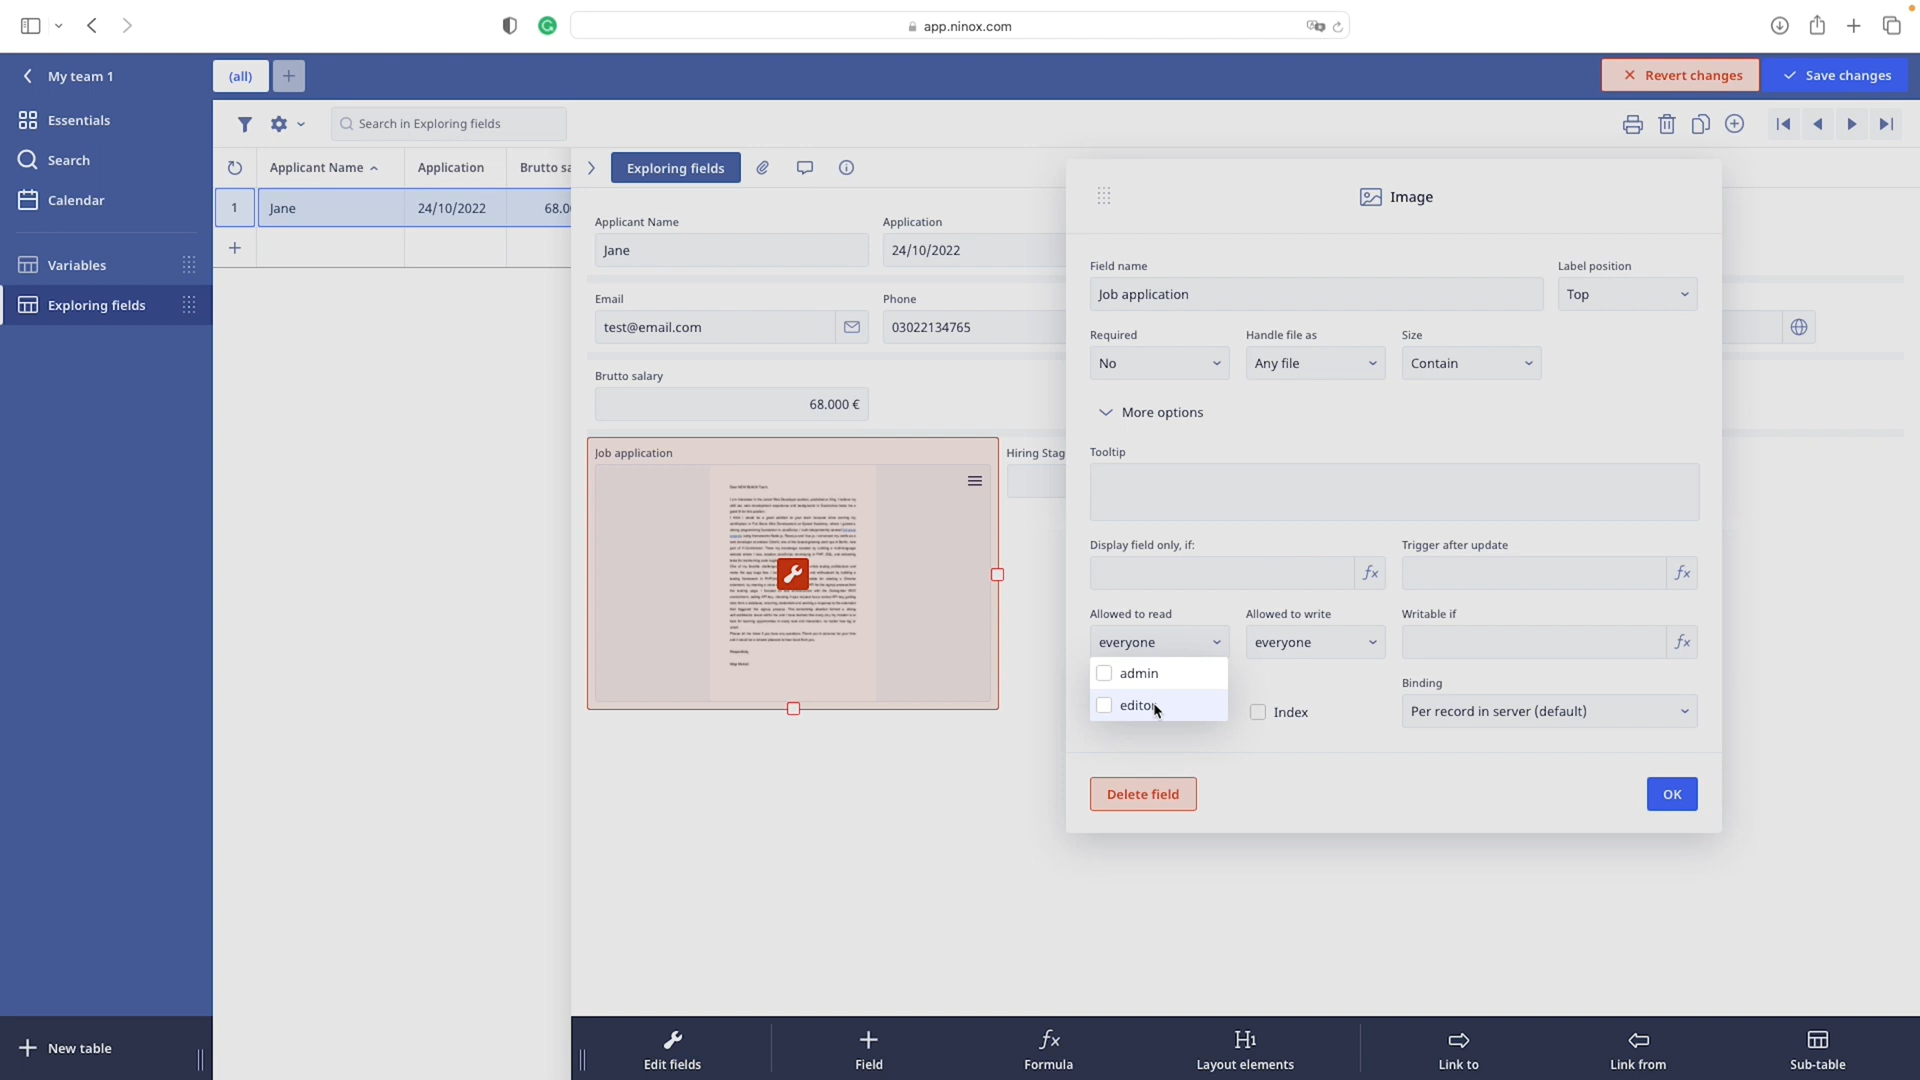 app.ninox.com
My team 1
(all)
Revert changes
Save changes
Essentials
Search
Calendar
Variables
Exploring fields
New table
Search in Exploring fields
Applicant Name
Application
Brutto sa
1
Jane
24/10/2022
68.0
Exploring fields
Applicant Name
Application
Jane
24/10/2022
Email
Phone
test@email.com
03022134765
Brutto salary
68.000 €
Job application
Hiring Stag
Image
Field name
Label position
Job application
Top
Required
Handle file as
Size
No
Any file
Contain
More options
Tooltip
Display field only, if:
Trigger after update
fx
fx
Allowed to read
Allowed to write
Writable if
everyone
everyone
fx
admin
editor
Index
Binding
Per record in server (default)
Delete field
OK
Edit fields
Field
fx
Formula
H1
Layout elements
Link to
Link from
Sub-table